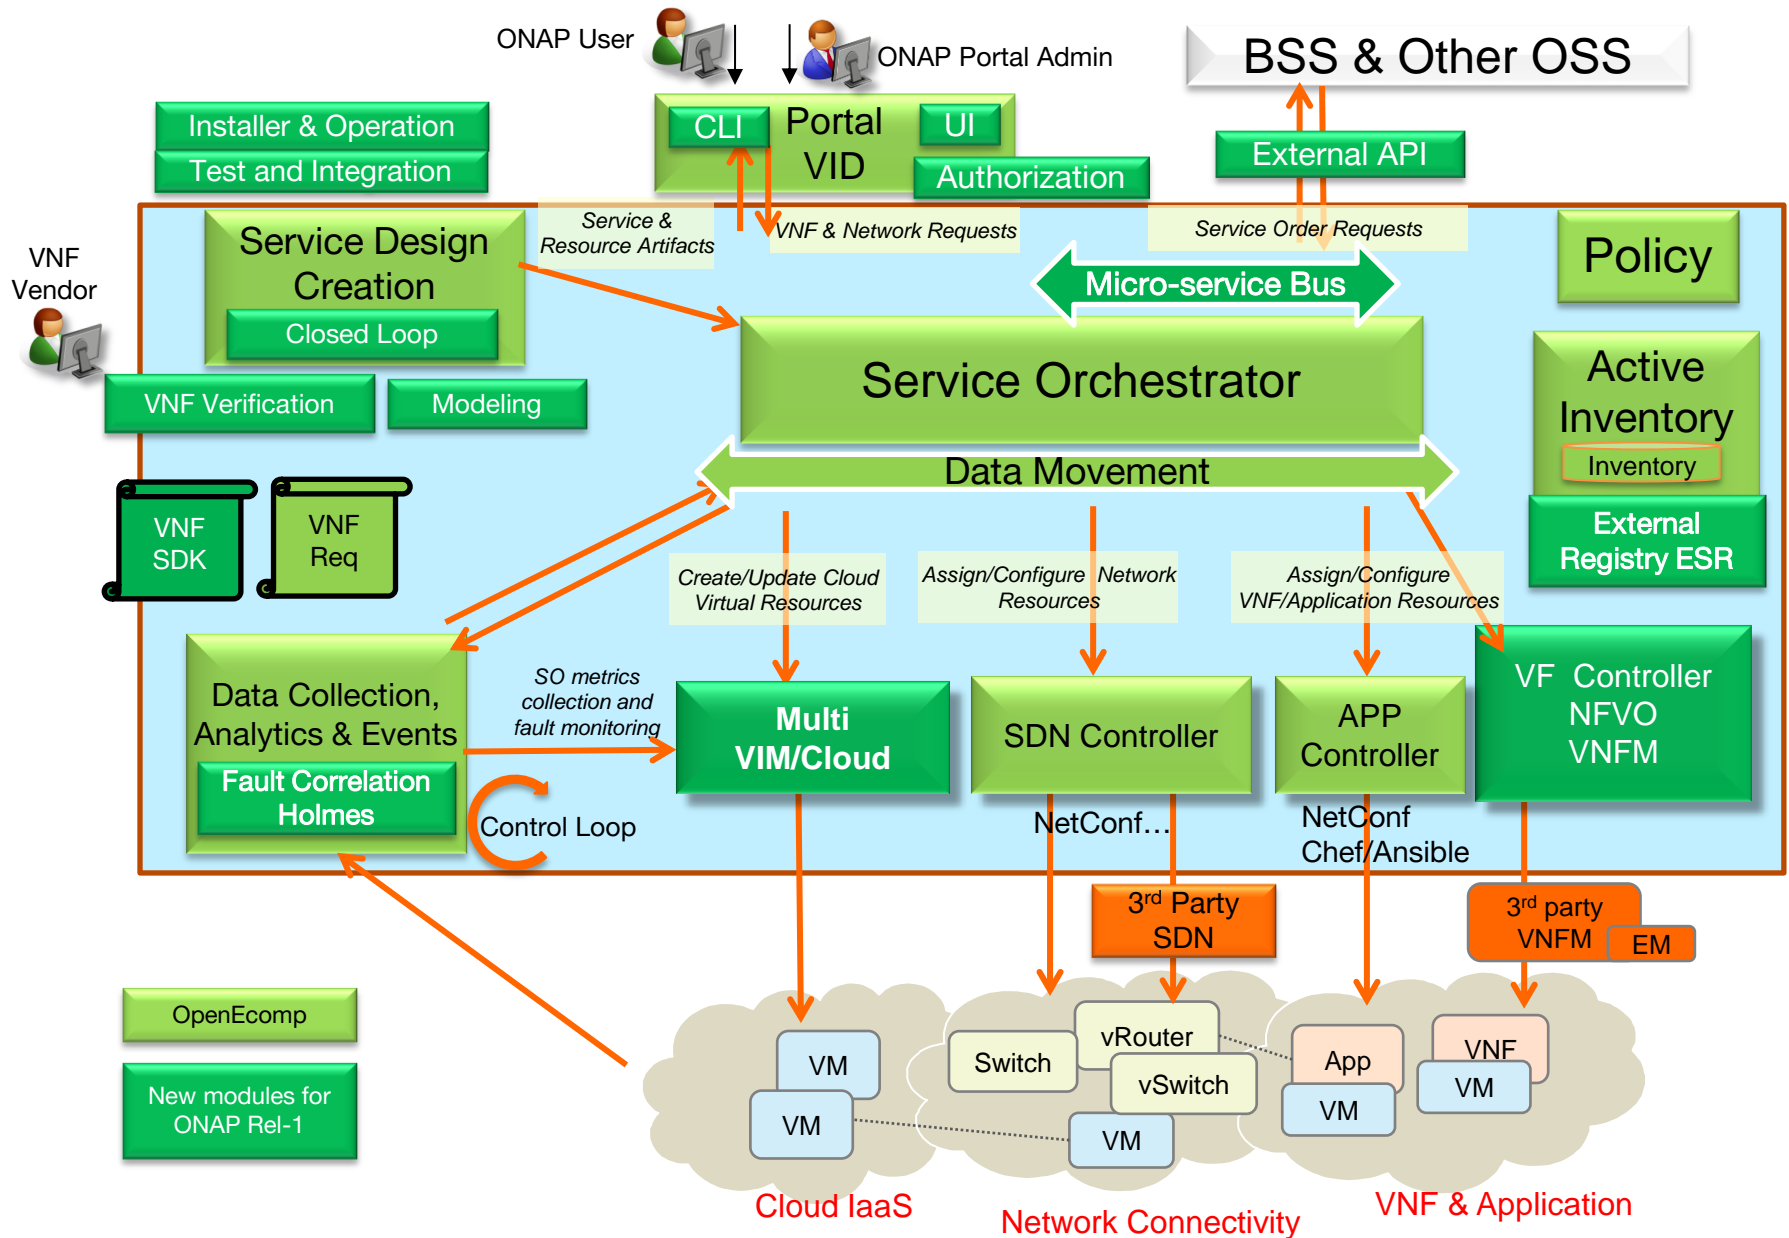 ONAP User
ONAP Portal Admin
BSS & Other OSS
Installer & Operation
Test and Integration
CLI
Portal
VID
UI
Authorization
External API
Service Design
Creation
Closed Loop
Service &
Resource Artifacts
VNF & Network Requests
Service Order Requests
Policy
VNF
Vendor
Micro-service Bus
VNF Verification
Modeling
Service Orchestrator
Active
Inventory
Inventory
Data Movement
External
Registry ESR
VNF
SDK
VNF
Req
Create/Update Cloud
Virtual Resources
Assign/Configure Network
Resources
Assign/Configure
VNF/Application Resources
Data Collection,
Analytics & Events
Fault Correlation
Holmes
SO metrics
collection and
fault monitoring
Control Loop
Multi
VIM/Cloud
SDN Controller
APP
Controller
VF Controller
NFVO
VNFM
NetConf...
NetConf
Chef/Ansible
3rd Party
SDN
3rd party
VNFM
EM
OpenEcomp
New modules for
ONAP Rel-1
VM
VM
Switch
vRouter
vSwitch
VM
App
VM
VNF
VM
Cloud IaaS
Network Connectivity
VNF & Application